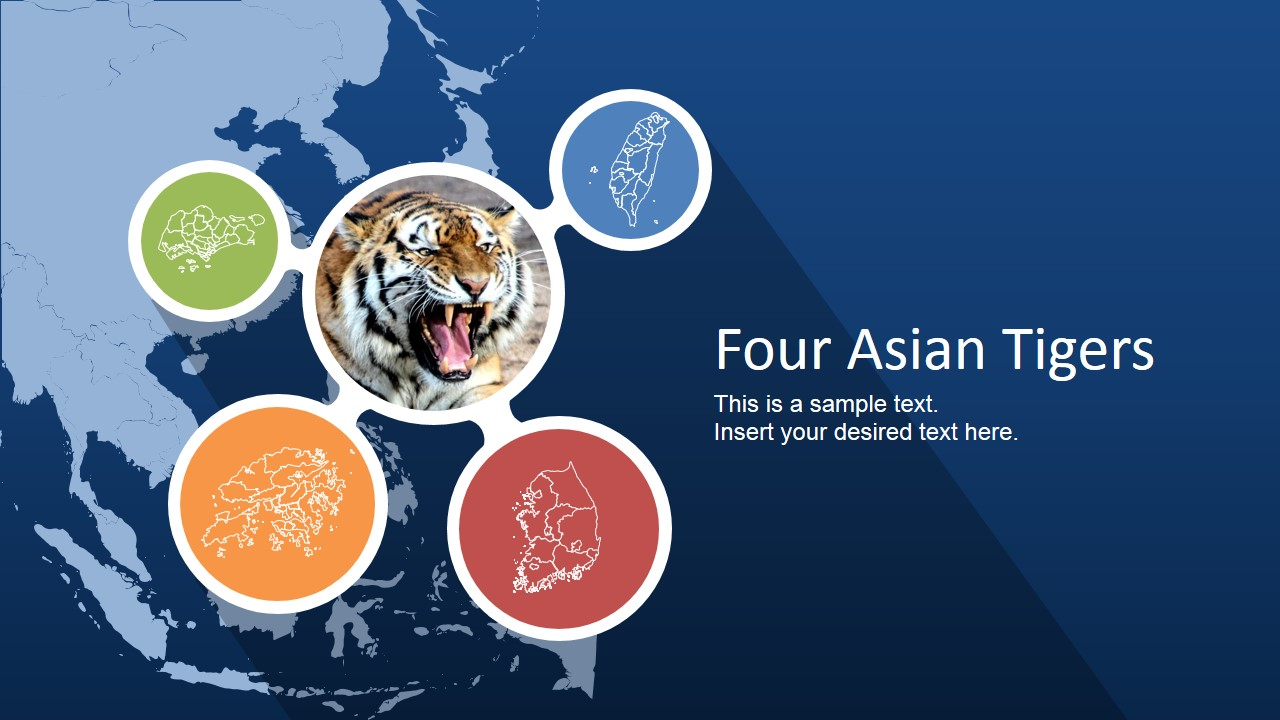 Four Asian Tigers
This is a sample text.
Insert your desired text here.